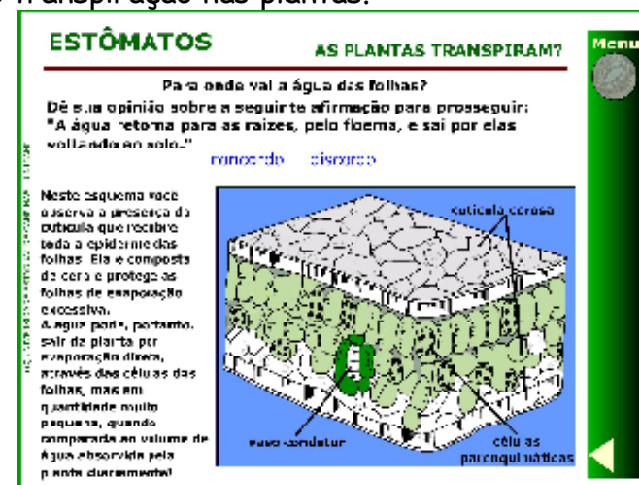 Transpiração nas plantas.
ESTÔMATOS
AS PLANTAS TRANSPIRAM?
Menu
Para onde vai a água das folhas?
Dê sua opinião sobre a seguinte afirmação para prosseguir:
"A água retorna para as raízes, pelo floema, e sai por elas
voltando ao solo."
concordo discordo
Neste esquema você
observa a presença da
cutícula que recobre
toda a epiderme das
folhas. Ela é composta
de cera e protege as
folhas de evaporação
excessiva.
A água pode, portanto,
sair da planta por
evaporação direta,
através das células das
folhas, mas em
quantidade muito
pequena, quando
comparada ao volume de
água absorvida pela
planta diariamente!
cutícula cerosa
vaso condutor
células
parenquimáticas